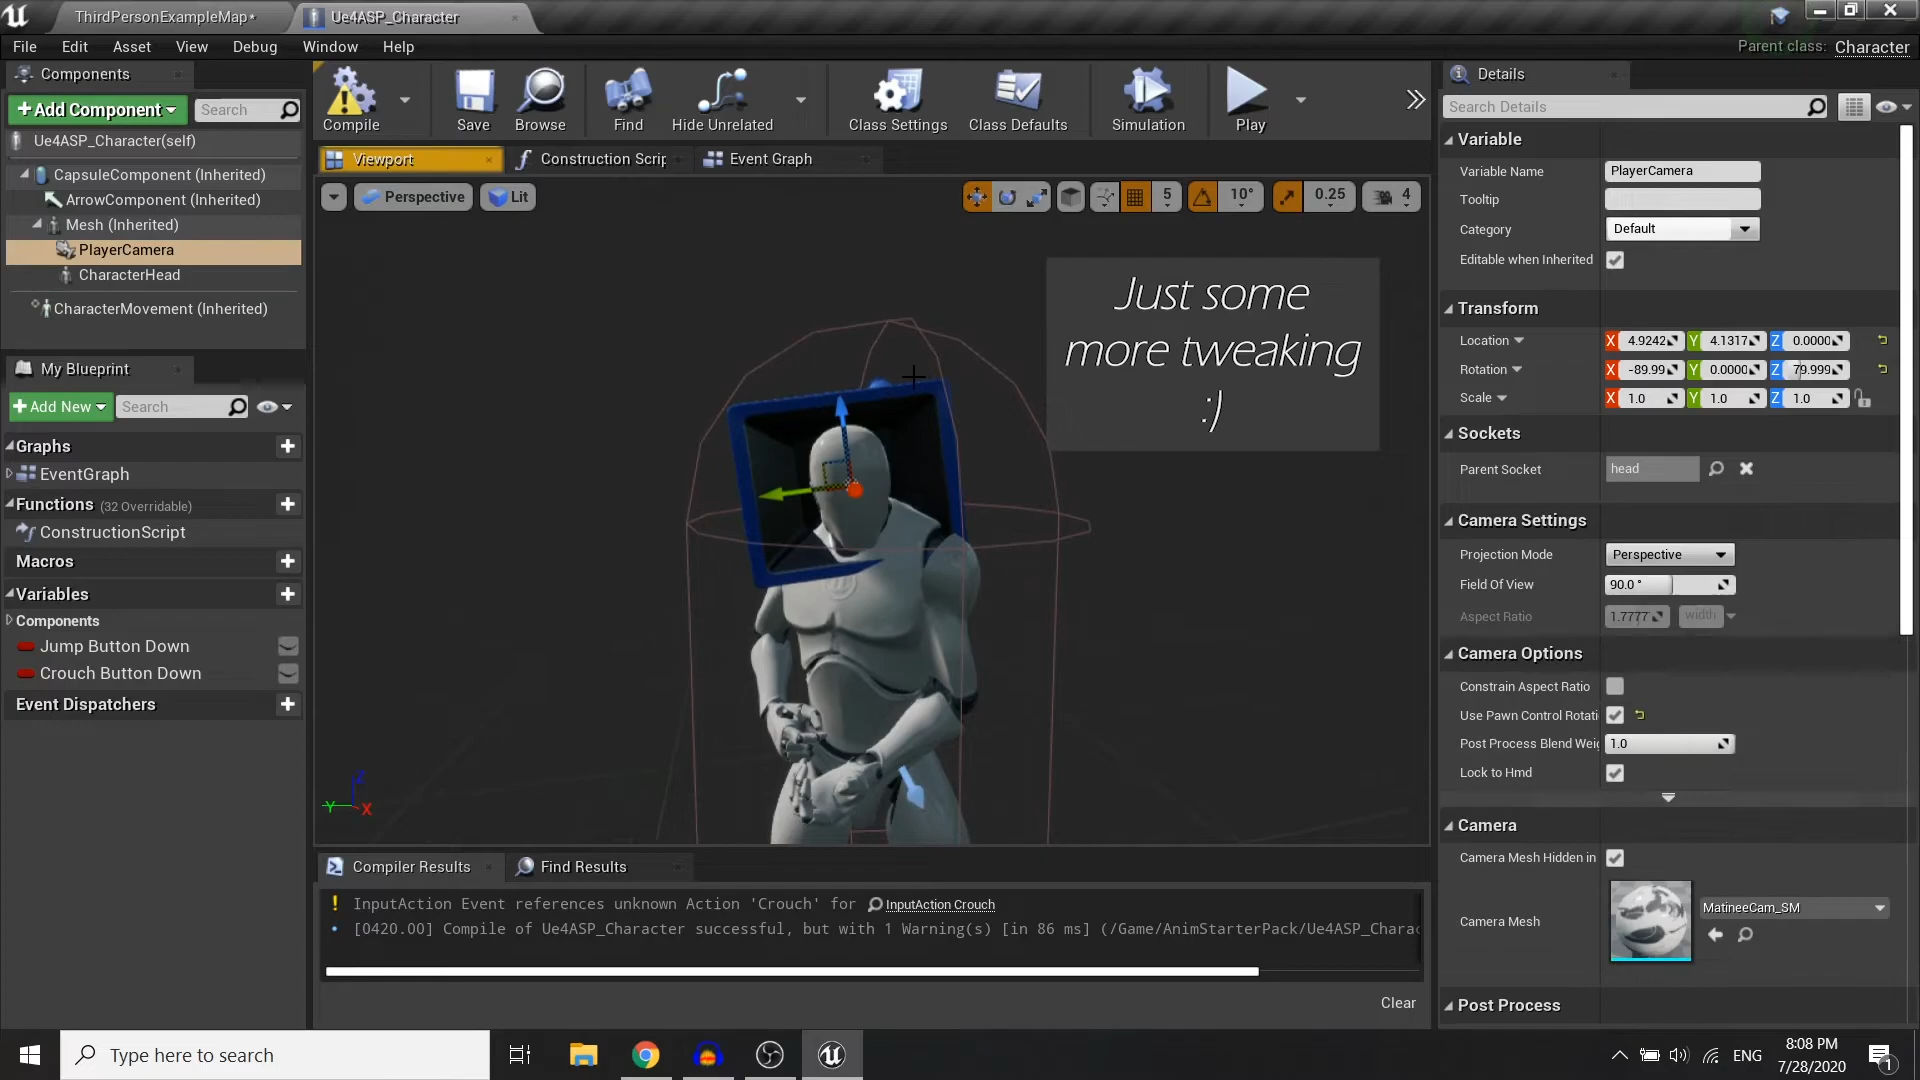 ThirdPersonExampleMap*
Ue4ASP_Character
File Edit Asset View Debug Window Help
Parent class: Character
Components
Add Component
Search
Ue4ASP_Character(self)
CapsuleComponent (Inherited)
ArrowComponent (Inherited)
Mesh (Inherited)
PlayerCamera
CharacterHead
CharacterMovement (Inherited)
My Blueprint
Add New
Search
Graphs
EventGraph
Functions (32 Overridable)
ConstructionScript
Macros
Variables
Components
Jump Button Down
Crouch Button Down
Event Dispatchers
Compile
Save
Browse
Find
Hide Unrelated
Class Settings
Class Defaults
Simulation
Play
Viewport
Construction Scrip
Event Graph
Perspective
Lit
5
10°
0.25
4
Just some
more tweaking
:)
Z
Y
X
Compiler Results
Find Results
InputAction Event references unknown Action 'Crouch' for InputAction Crouch
[0420.00] Compile of Ue4ASP_Character successful, but with 1 Warning(s) [in 86 ms] (/Game/AnimStarterPack/Ue4ASP_Charac
Clear
Details
Search Details
Variable
Variable Name PlayerCamera
Tooltip
Category Default
Editable when Inherited
Transform
Location X 4.9242 Y 4.1317 Z 0.0000
Rotation X -89.99 Y 0.0000 Z 79.999
Scale X 1.0 Y 1.0 Z 1.0
Sockets
Parent Socket head
Camera Settings
Projection Mode Perspective
Field Of View 90.0 °
Aspect Ratio 1.7777 width
Camera Options
Constrain Aspect Ratio
Use Pawn Control Rotati
Post Process Blend Weig 1.0
Lock to Hmd
Camera
Camera Mesh Hidden in
Camera Mesh MatineeCam_SM
Post Process
Type here to search
ENG
8:08 PM
7/28/2020
1